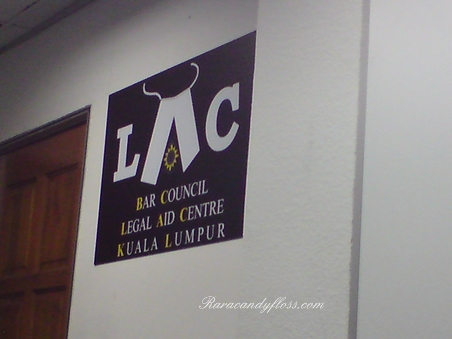 LAC
BAR COUNCIL
LEGAL AID CENTRE
KUALA LUMPUR
Raracandyfloss.com